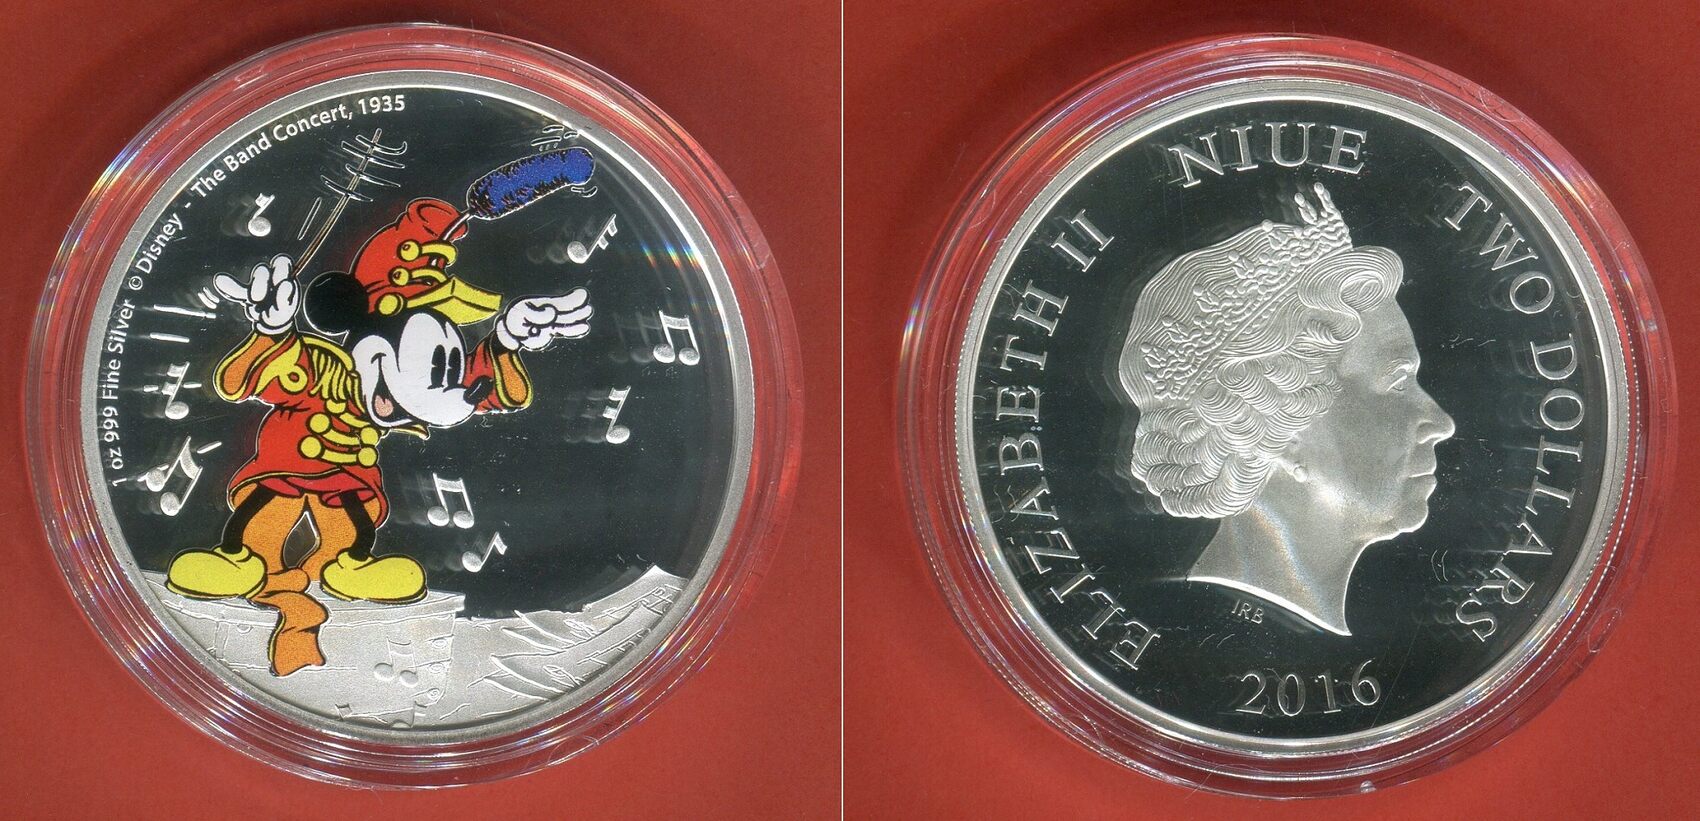 1 oz 999 Fine Silver © Disney - The Band Concert, 1935
ELIZABETH II
NIUE
TWO DOLLARS
IRB
2016